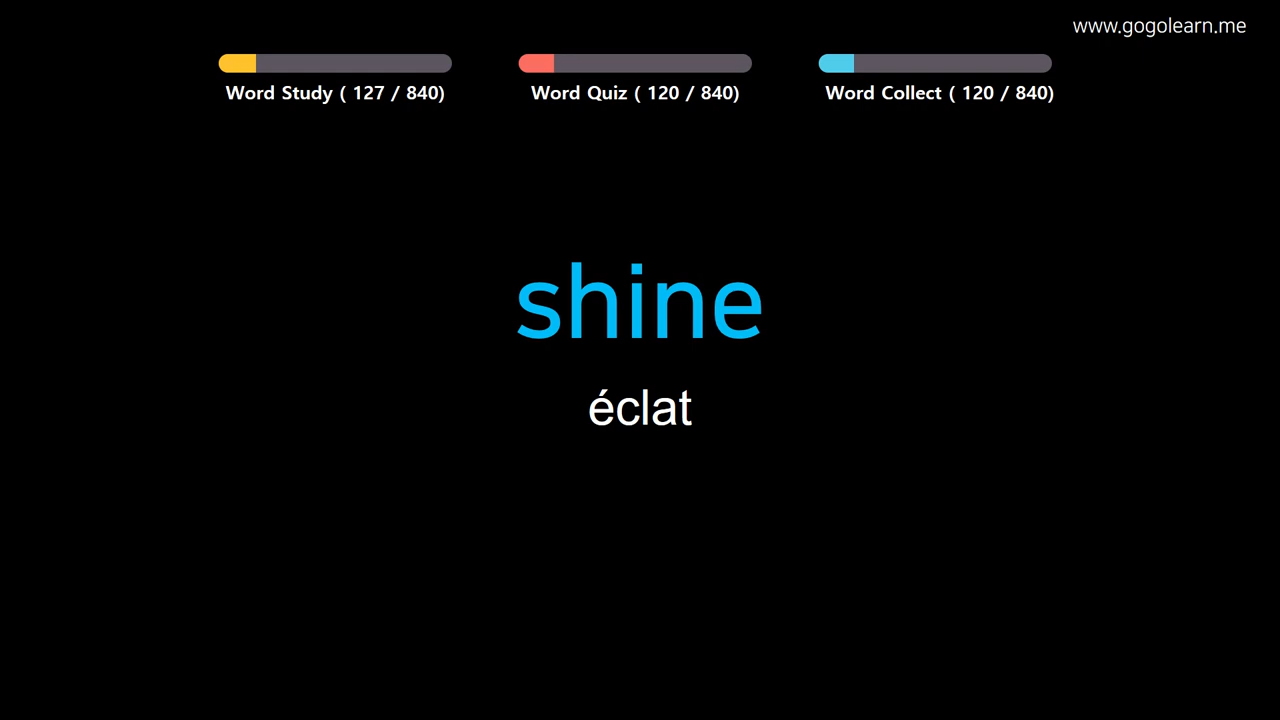 www.gogolearn.me
Word Study ( 127 / 840)
Word Quiz ( 120 / 840)
Word Collect ( 120 / 840)
shine
éclat